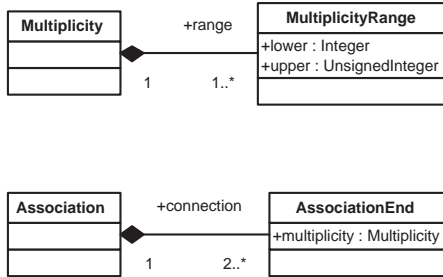 Multiplicity
+range
MultiplicityRange
+lower : Integer
+upper : UnsignedInteger
1
1..*
Association
+connection
AssociationEnd
+multiplicity : Multiplicity
1
2..*